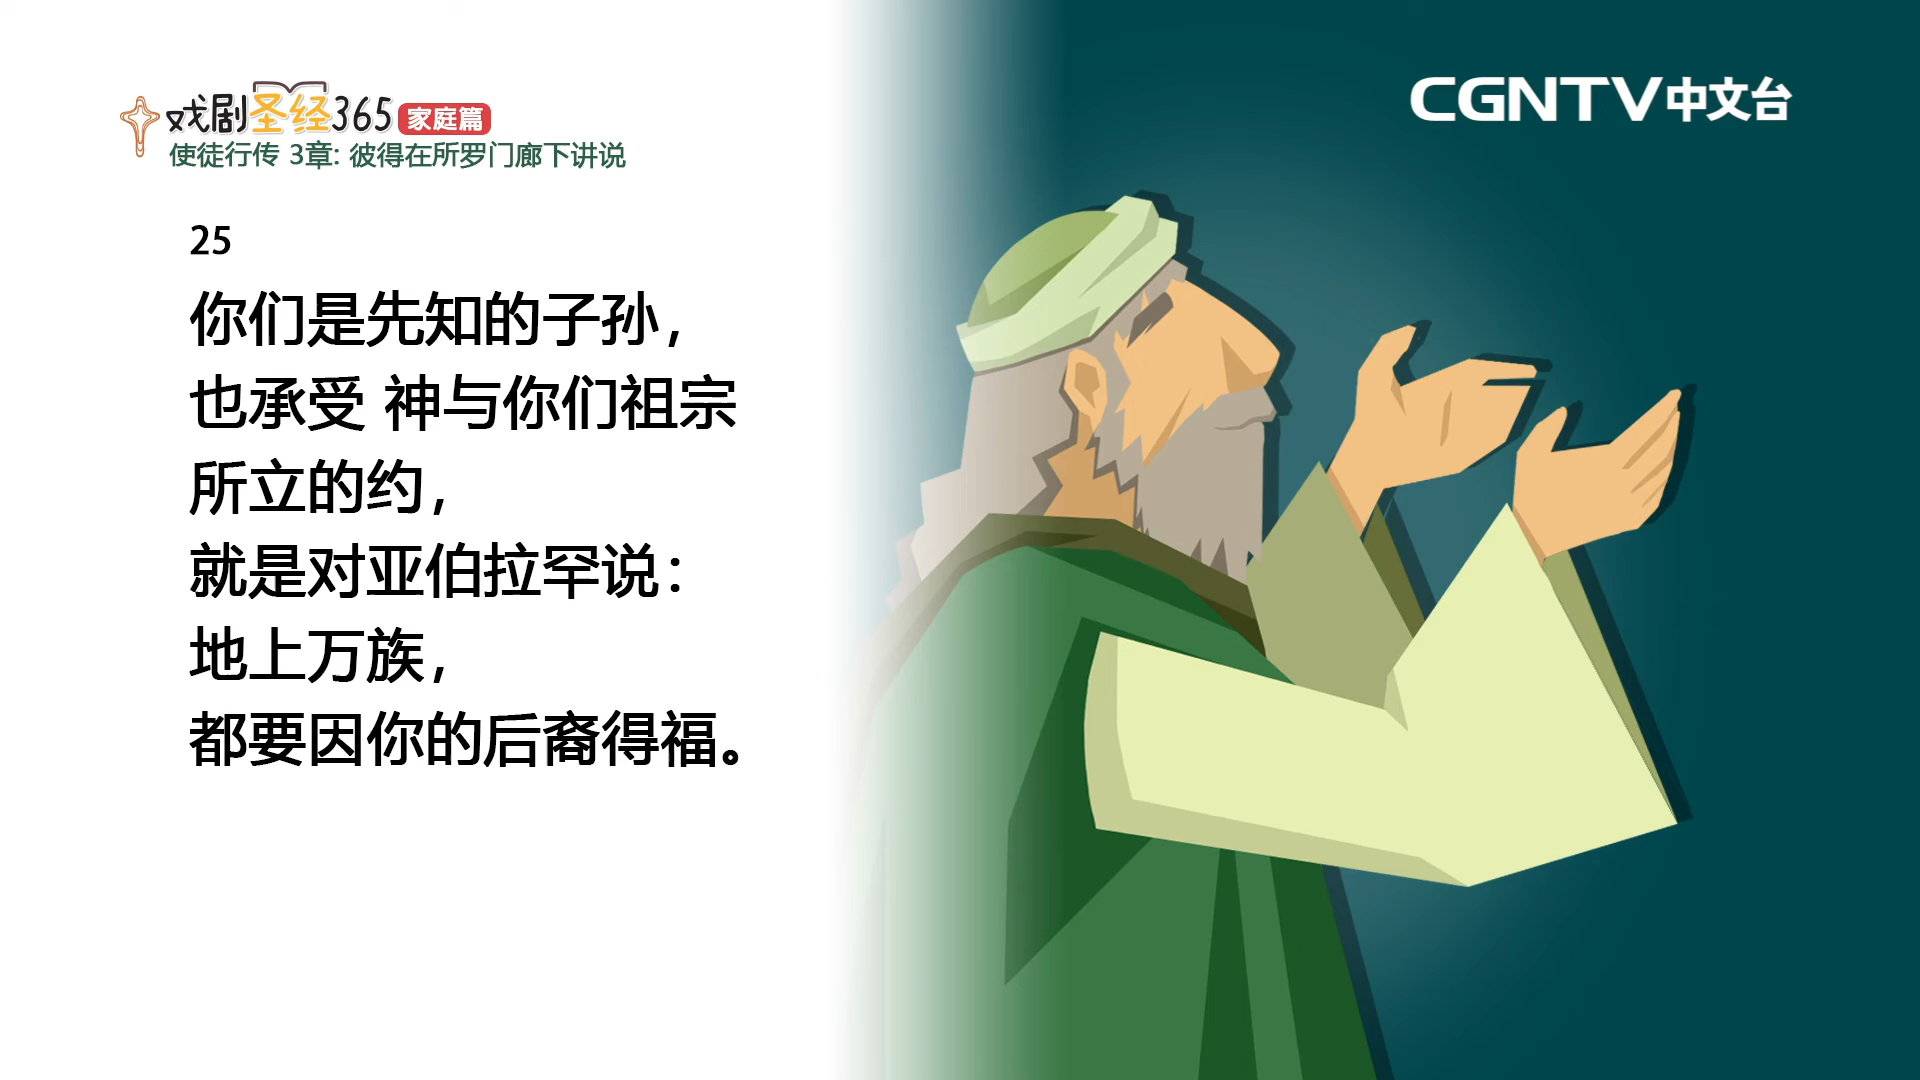 戏剧圣经365 家庭篇
CGNTV中文台
使徒行传 3章: 彼得在所罗门廊下讲说
25
你们是先知的子孙，
也承受 神与你们祖宗
所立的约，
就是对亚伯拉罕说：
地上万族，
都要因你的后裔得福。